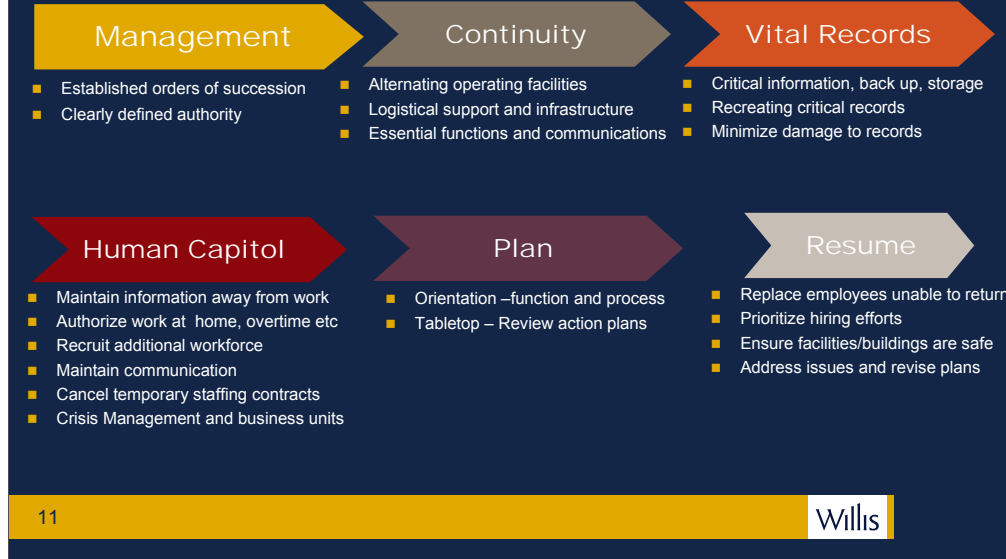 Management
■ Established orders of succession
■ Clearly defined authority
Continuity
■ Alternating operating facilities
■ Logistical support and infrastructure
■ Essential functions and communications
Vital Records
■ Critical information, back up, storage
■ Recreating critical records
■ Minimize damage to records
Human Capitol
■ Maintain information away from work
■ Authorize work at  home, overtime etc
■ Recruit additional workforce
■ Maintain communication
■ Cancel temporary staffing contracts
■ Crisis Management and business units
Plan
■ Orientation –function and process
■ Tabletop – Review action plans
Resume
■ Replace employees unable to return
■ Prioritize hiring efforts
■ Ensure facilities/buildings are safe
■ Address issues and revise plans
11
Willis